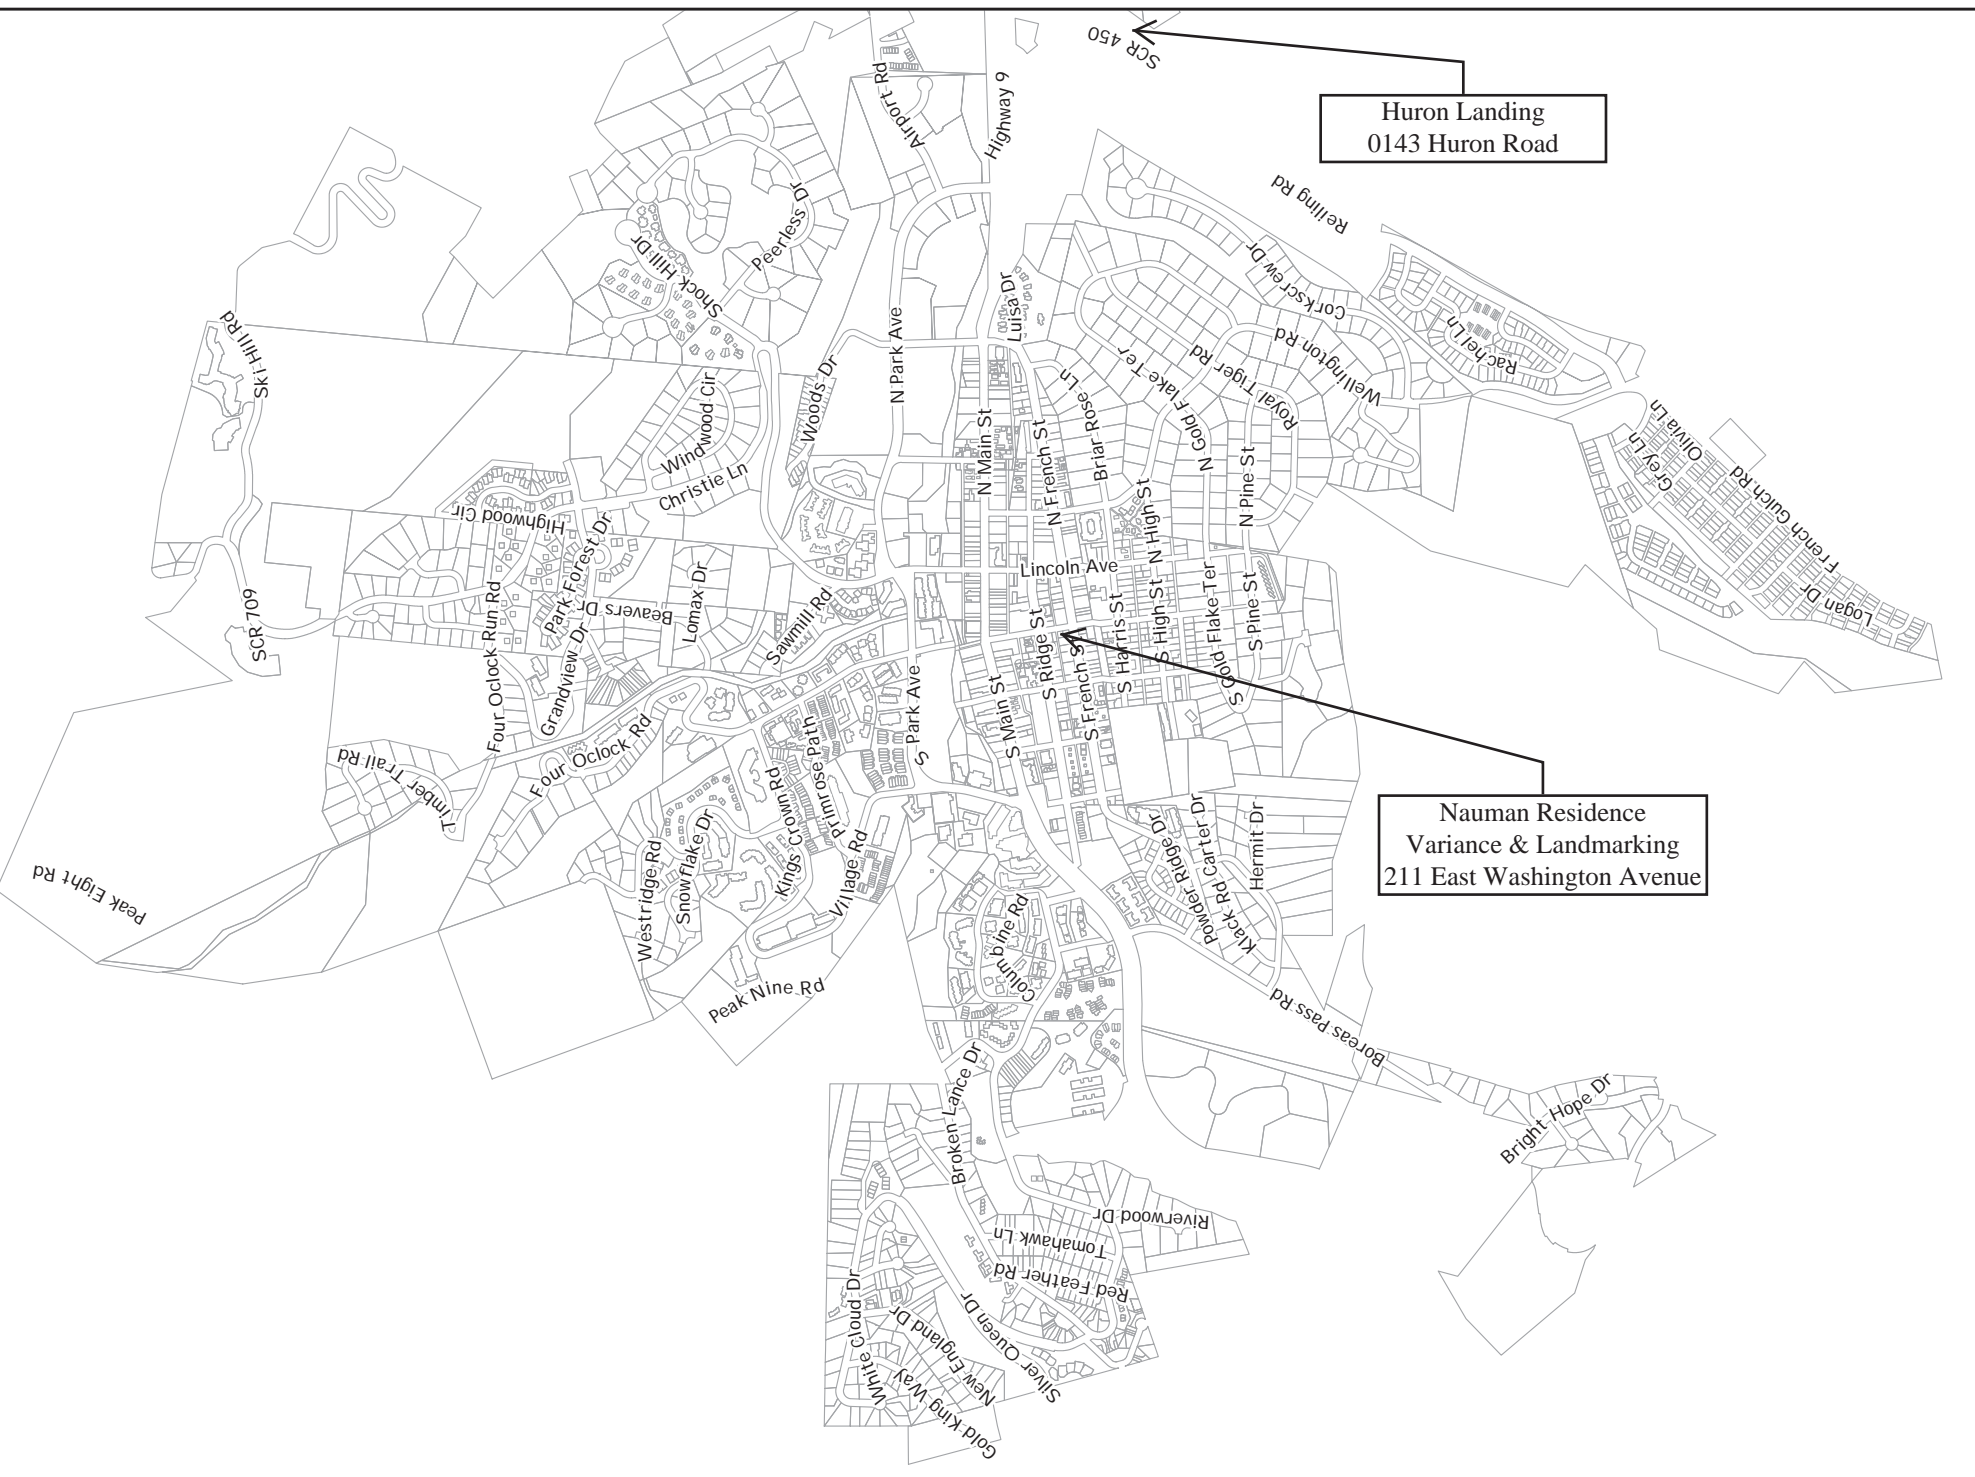 SCR 450
Huron Landing
0143 Huron Road
Airport Rd
Highway 9
Reiling Rd
Peerless Dr
Shock Hill Dr
Corkscrew Dr
Luisa Dr
Ski Hill Rd
N Park Ave
Woods Dr
Wellington Rd
Rachel Ln
Gold Flake Ter
Royal Tiger Rd
Windwood Cir
Christie Ln
N Main St
N French St
Briar Rose Ln
N Gold Flake Ter
N Pine St
Grey Ln
Olivia Ln
French Gulch Rd
Logan Dr
Highwood Cir
Park Forest Dr
N High St
Lincoln Ave
SCR 709
Four Oclock Run Rd
Beavers Dr
Lomax Dr
Sawmill Rd
Grandview Dr
S Ridge St
S French St
S Harris St
S High St
S Gold Flake Ter
S Pine St
S Main St
S Park Ave
S French St
Four Oclock Rd
Timber Trail Rd
Primrose Path
Kings Crown Rd
Village Rd
Snowflake Dr
Westridge Rd
Peak Eight Rd
Peak Nine Rd
Nauman Residence
Variance & Landmarking
211 East Washington Avenue
Powder Ridge Dr
Carter Dr
Klack Rd
Hermit Dr
Columbine Rd
Boreas Pass Rd
Broken Lance Dr
Bright Hope Dr
Riverwood Dr
Tomahawk Ln
Red Feather Rd
White Cloud Dr
New England Dr
Silver Queen Dr
Gold King Way